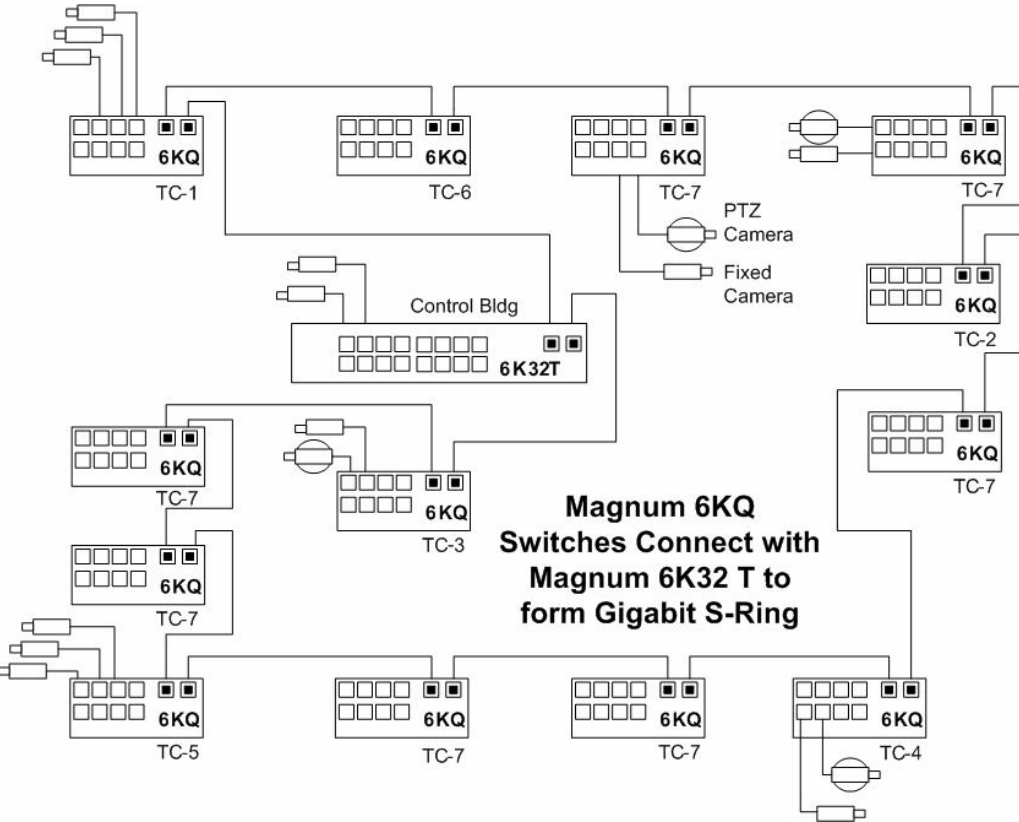 6KQ
TC-1
6KQ
TC-6
6KQ
TC-7
6KQ
TC-7
PTZ
Camera
Fixed
Camera
Control Bldg
6K32T
6KQ
TC-2
6KQ
TC-7
6KQ
TC-7
6KQ
TC-3
Magnum 6KQ
Switches Connect with
Magnum 6K32 T to
form Gigabit S-Ring
6KQ
TC-7
6KQ
TC-5
6KQ
TC-7
6KQ
TC-7
6KQ
TC-4